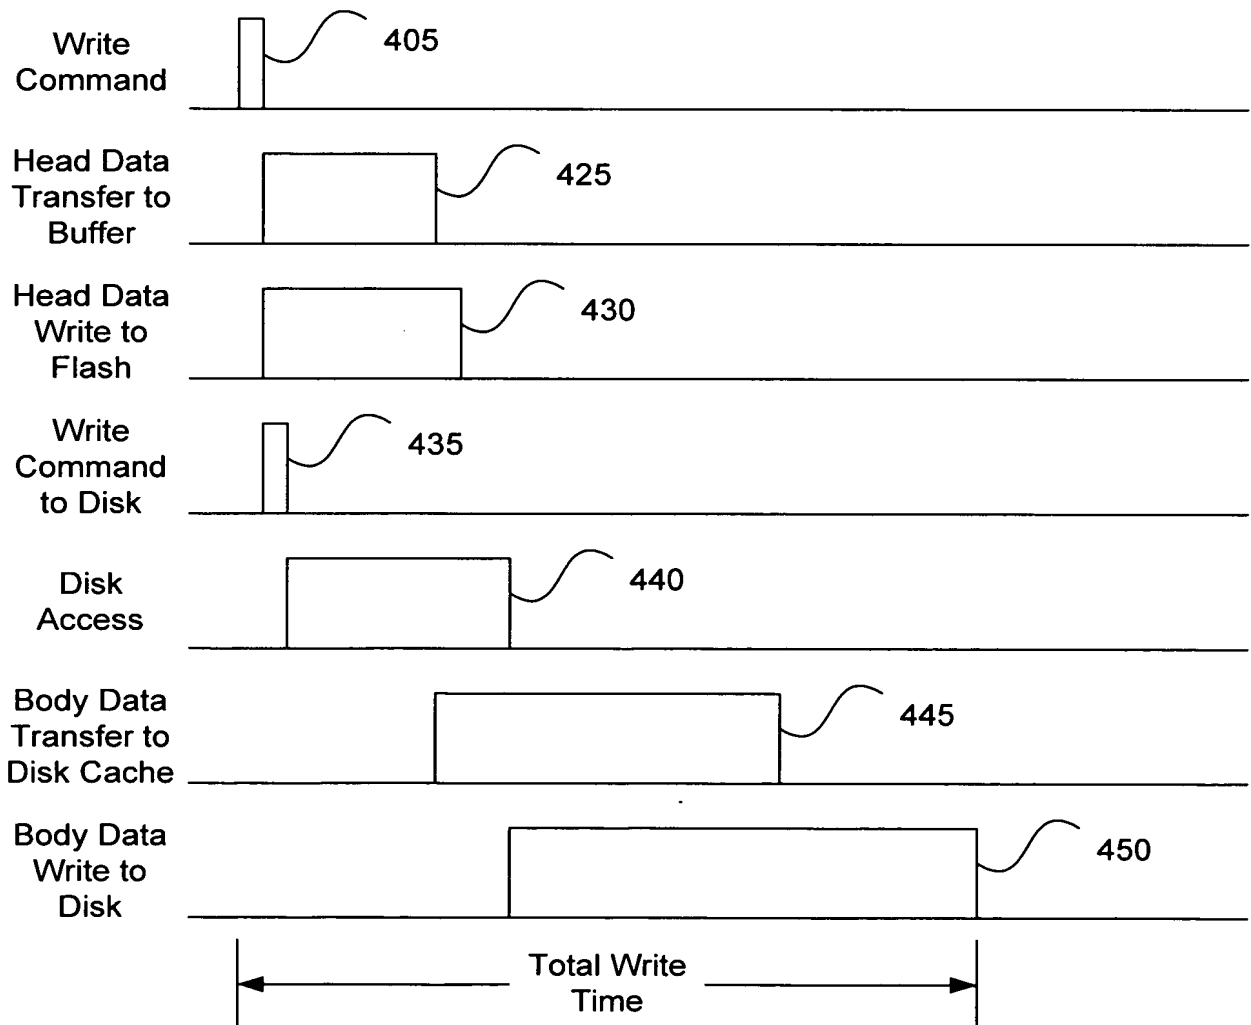 Write
Command
405
Head Data
Transfer to
Buffer
425
Head Data
Write to
Flash
430
Write
Command
to Disk
435
Disk
Access
440
Body Data
Transfer to
Disk Cache
445
Body Data
Write to
Disk
450
Total Write
Time